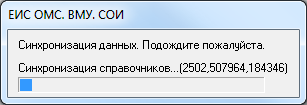 ЕИС ОМС. ВМУ. СОИ
Синхронизация данных. Подождите пожалуйста.
Синхронизация справочников...(2502,507964,184346)